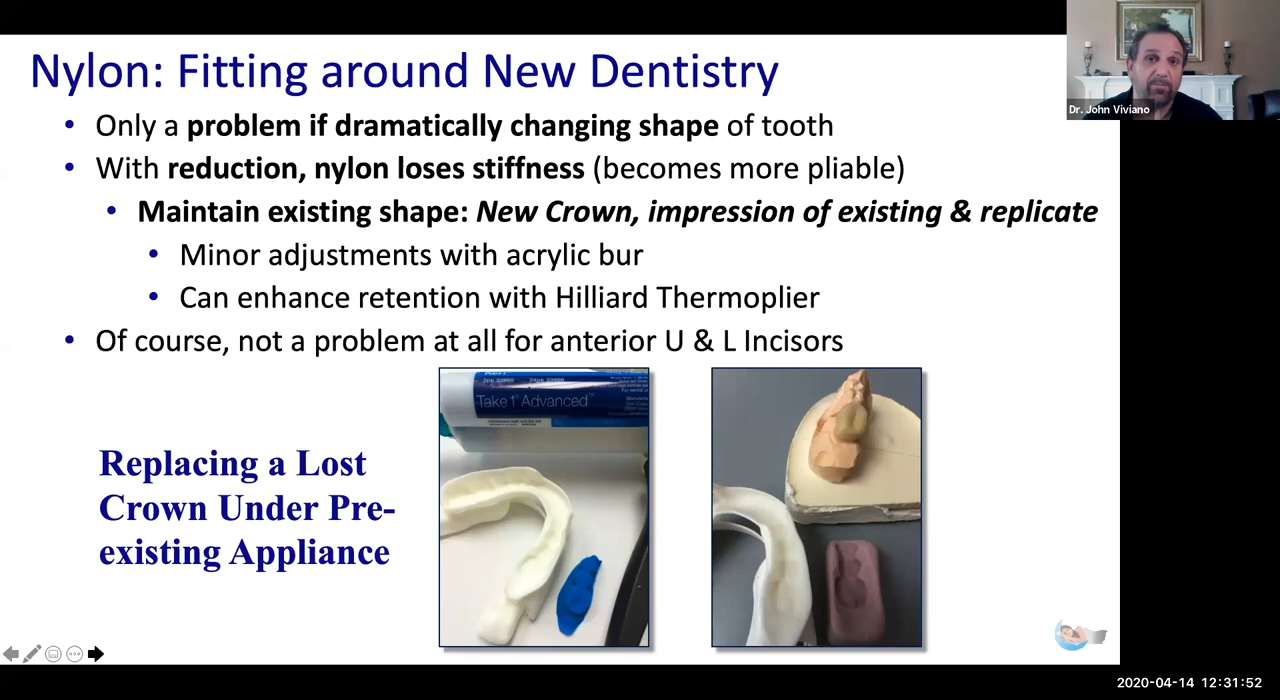 Nylon: Fitting around New Dentistry
Dr. John Viviano
• Only a problem if dramatically changing shape of tooth
• With reduction, nylon loses stiffness (becomes more pliable)
• Maintain existing shape: New Crown, impression of existing & replicate
• Minor adjustments with acrylic bur
• Can enhance retention with Hilliard Thermoplier
• Of course, not a problem at all for anterior U & L Incisors
Take 1 Advanced™
Replacing a Lost
Crown Under Pre-
existing Appliance
2020-04-14 12:31:52